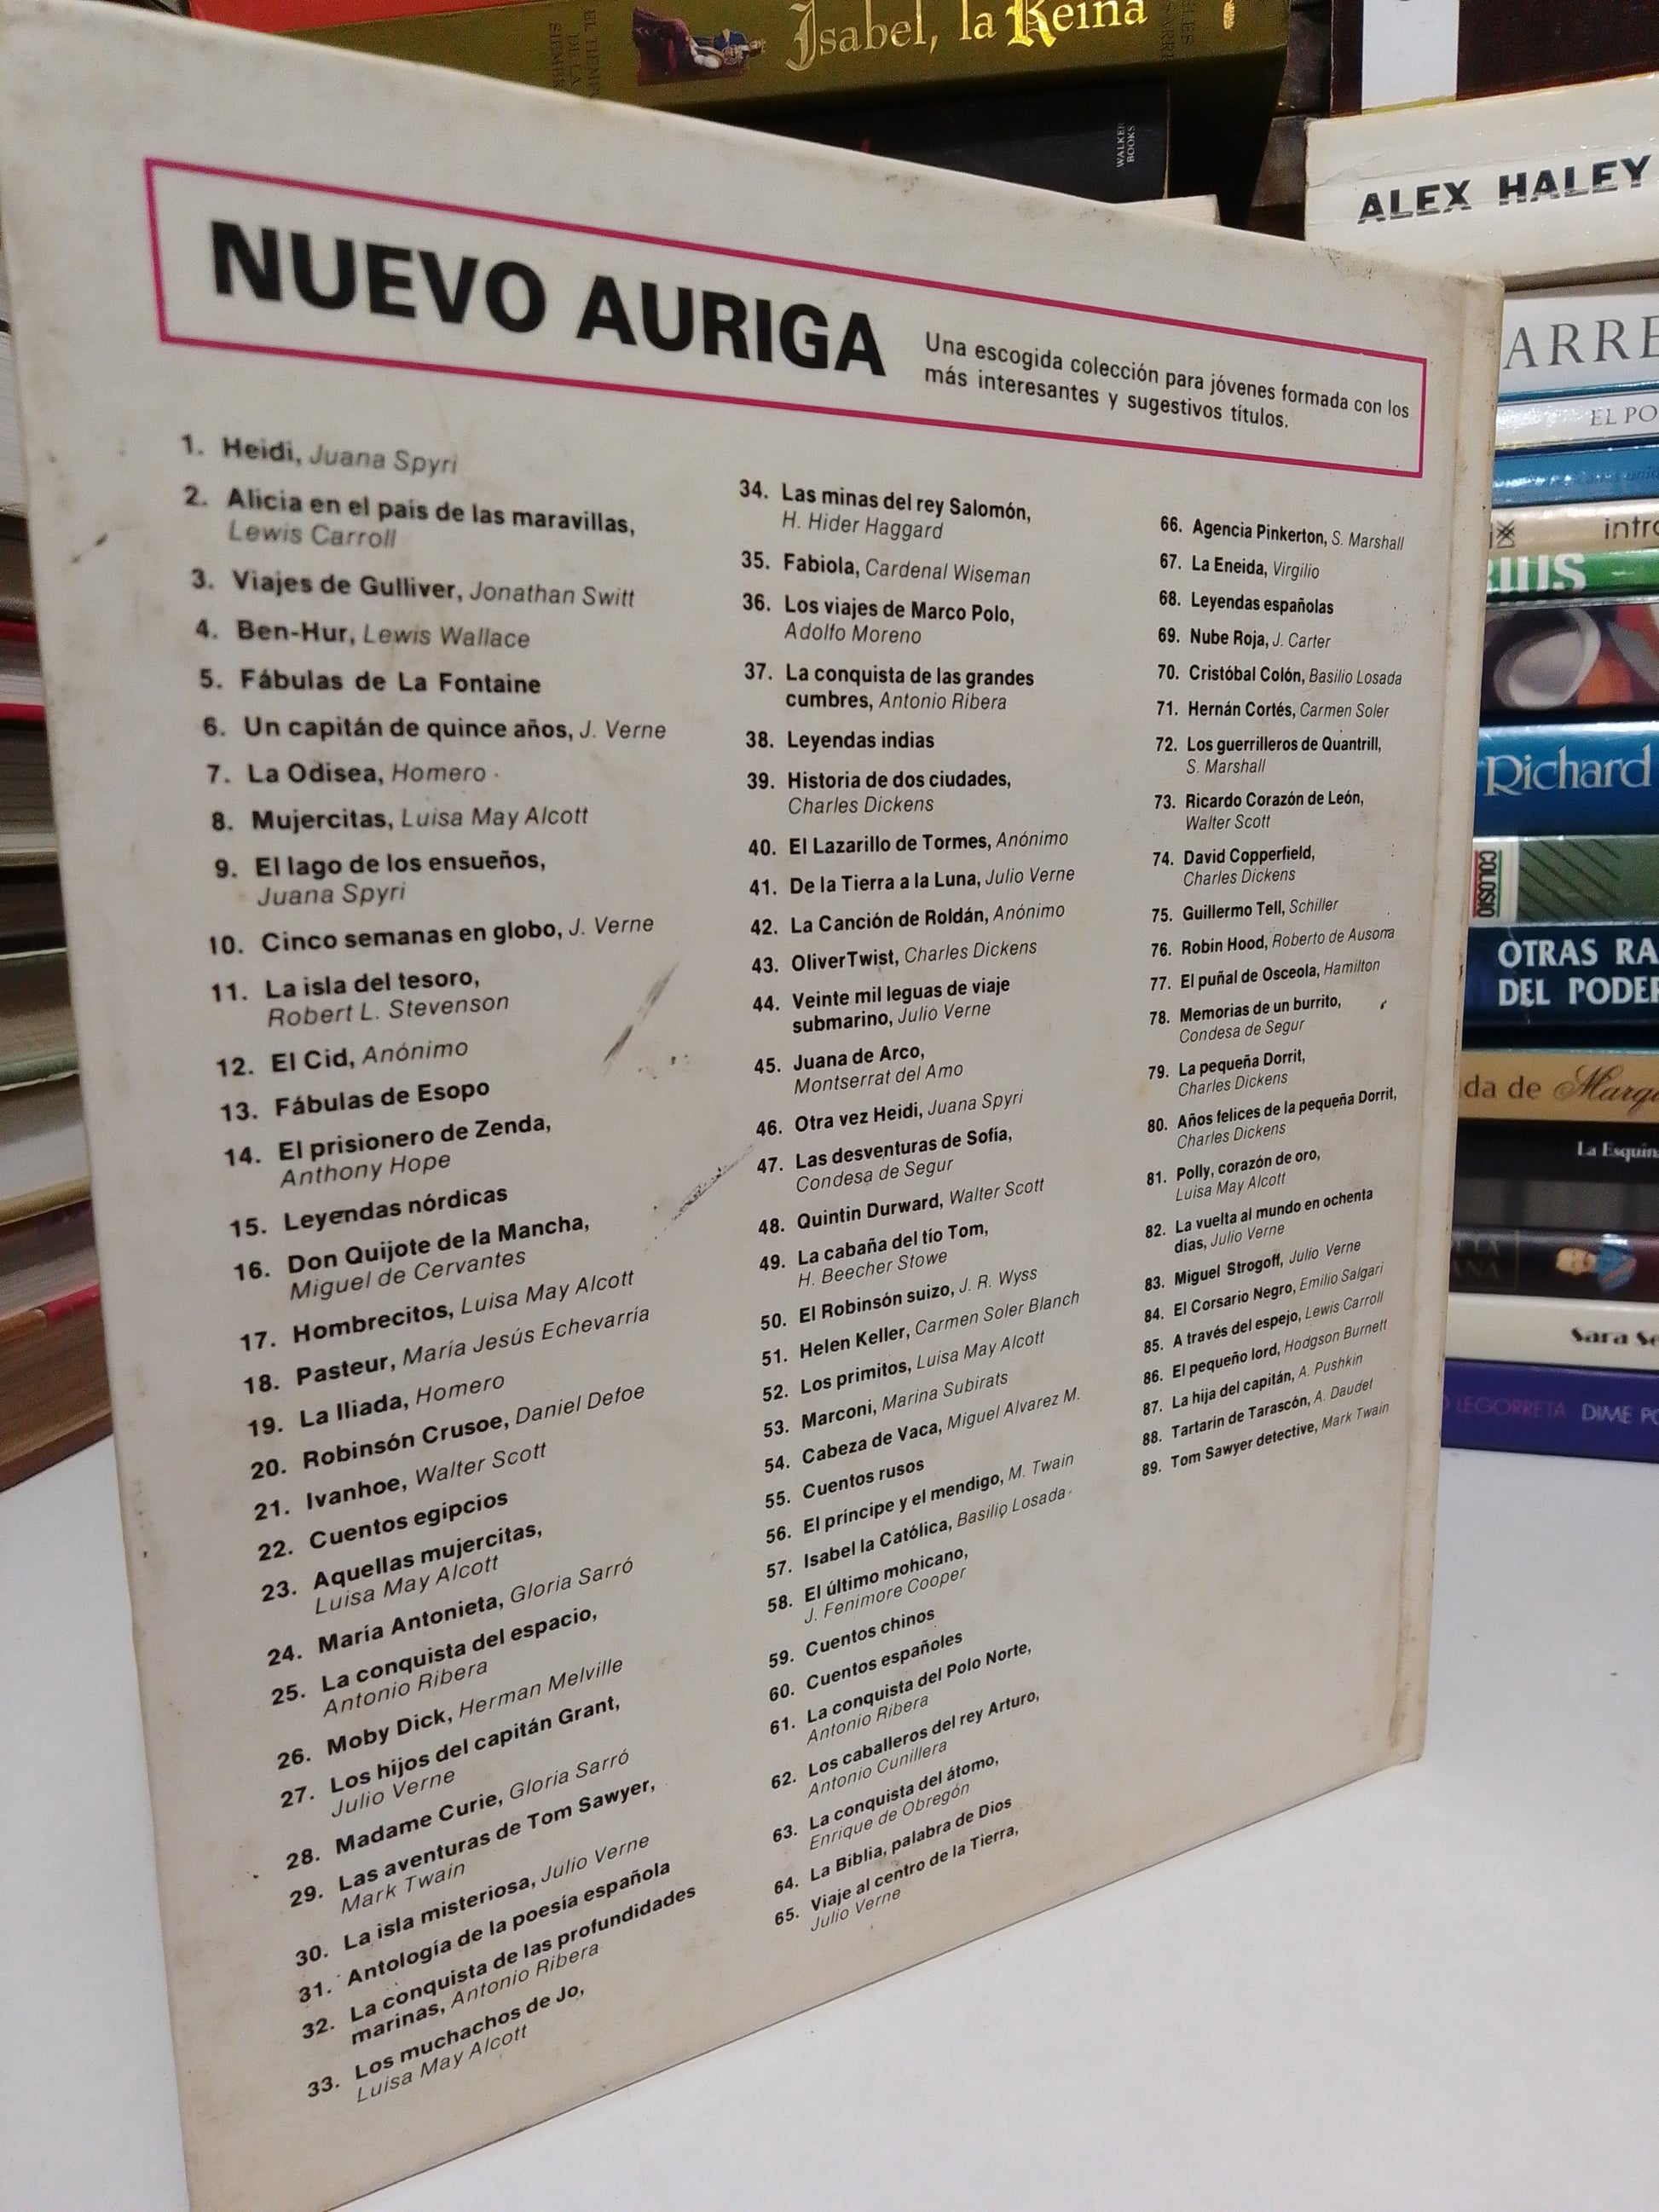 Isabel, la Reina
WALKER
BOOKS
ALEX HALEY
NUEVO AURIGA
Una escogida colección para jóvenes formada con los
más interesantes y sugestivos títulos.
1. Heidi, Juana Spyri
2. Alicia en el país de las maravillas,
Lewis Carroll
3. Viajes de Gulliver, Jonathan Switt
4. Ben-Hur, Lewis Wallace
5. Fábulas de La Fontaine
6. Un capitán de quince años, J. Verne
7. La Odisea, Homero
8. Mujercitas, Luisa May Alcott
9. El lago de los ensueños,
Juana Spyri
10. Cinco semanas en globo, J. Verne
11. La isla del tesoro,
Robert L. Stevenson
12. El Cid, Anónimo
13. Fábulas de Esopo
14. El prisionero de Zenda,
Anthony Hope
15. Leyendas nórdicas
16. Don Quijote de la Mancha,
Miguel de Cervantes
17. Hombrecitos, Luisa May Alcott
18. Pasteur, María Jesús Echevarria
19. La Iliada, Homero
20. Robinsón Crusoe, Daniel Defoe
21. Ivanhoe, Walter Scott
22. Cuentos egipcios
23. Aquellas mujercitas,
Luisa May Alcott
24. María Antonieta, Gloria Sarró
25. La conquista del espacio,
Antonio Ribera
26. Moby Dick, Herman Melville
27. Los hijos del capitán Grant,
Julio Verne
28. Madame Curie, Gloria Sarró
29. Las aventuras de Tom Sawyer,
Mark Twain
30. La isla misteriosa, Julio Verne
31. Antología de la poesía española
32. La conquista de las profundidades
marinas, Antonio Ribera
33. Los muchachos de Jo,
Luisa May Alcott
34. Las minas del rey Salomón,
H. Hider Haggard
35. Fabiola, Cardenal Wiseman
36. Los viajes de Marco Polo,
Adolfo Moreno
37. La conquista de las grandes
cumbres, Antonio Ribera
38. Leyendas indias
39. Historia de dos ciudades,
Charles Dickens
40. El Lazarillo de Tormes, Anónimo
41. De la Tierra a la Luna, Julio Verne
42. La Canción de Roldán, Anónimo
43. OliverTwist, Charles Dickens
44. Veinte mil leguas de viaje
submarino, Julio Verne
45. Juana de Arco,
Montserrat del Amo
46. Otra vez Heidi, Juana Spyri
47. Las desventuras de Sofía,
Condesa de Segur
48. Quintin Durward, Walter Scott
49. La cabaña del tío Tom,
H. Beecher Stowe
50. El Robinsón suizo, J. R. Wyss
51. Helen Keller, Carmen Soler Blanch
52. Los primitos, Luisa May Alcott
53. Marconi, Marina Subirats
54. Cabeza de Vaca, Miguel Alvarez M.
55. Cuentos rusos
56. El príncipe y el mendigo, M. Twain
57. Isabel la Católica, Basilio Losada
58. El último mohicano,
J. Fenimore Cooper
59. Cuentos chinos
60. Cuentos españoles
61. La conquista del Polo Norte,
Antonio Ribera
62. Los caballeros del rey Arturo,
Antonio Cunillera
63. La conquista del átomo,
Enrique de Obregón
64. La Biblia, palabra de Dios
65. Viaje al centro de la Tierra,
Julio Verne
66. Agencia Pinkerton, S. Marshall
67. La Eneida, Virgilio
68. Leyendas españolas
69. Nube Roja, J. Carter
70. Cristóbal Colón, Basilio Losada
71. Hernán Cortés, Carmen Soler
72. Los guerrilleros de Quantrill,
S. Marshall
73. Ricardo Corazón de León,
Walter Scott
74. David Copperfield,
Charles Dickens
75. Guillermo Tell, Schiller
76. Robin Hood, Roberto de Ausona
77. El puñal de Osceola, Hamilton
78. Memorias de un burrito,
Condesa de Segur
79. La pequeña Dorrit,
Charles Dickens
80. Años felices de la pequeña Dorrit,
Charles Dickens
81. Polly, corazón de oro,
Luisa May Alcott
82. La vuelta al mundo en ochenta
días, Julio Verne
83. Miguel Strogoff, Julio Verne
84. El Corsario Negro, Emilio Salgari
85. A través del espejo, Lewis Carroll
86. El pequeño lord, Hodgson Burnett
87. La hija del capitán, A. Pushkin
88. Tartarín de Tarascón, A. Daudet
89. Tom Sawyer detective, Mark Twain
ARRE
EL PO
intro
Richard
COLOSIO
OTRAS RA
DEL PODER
da de Marq
La Esquin
Sara Se
LEGORRETA DIME PO